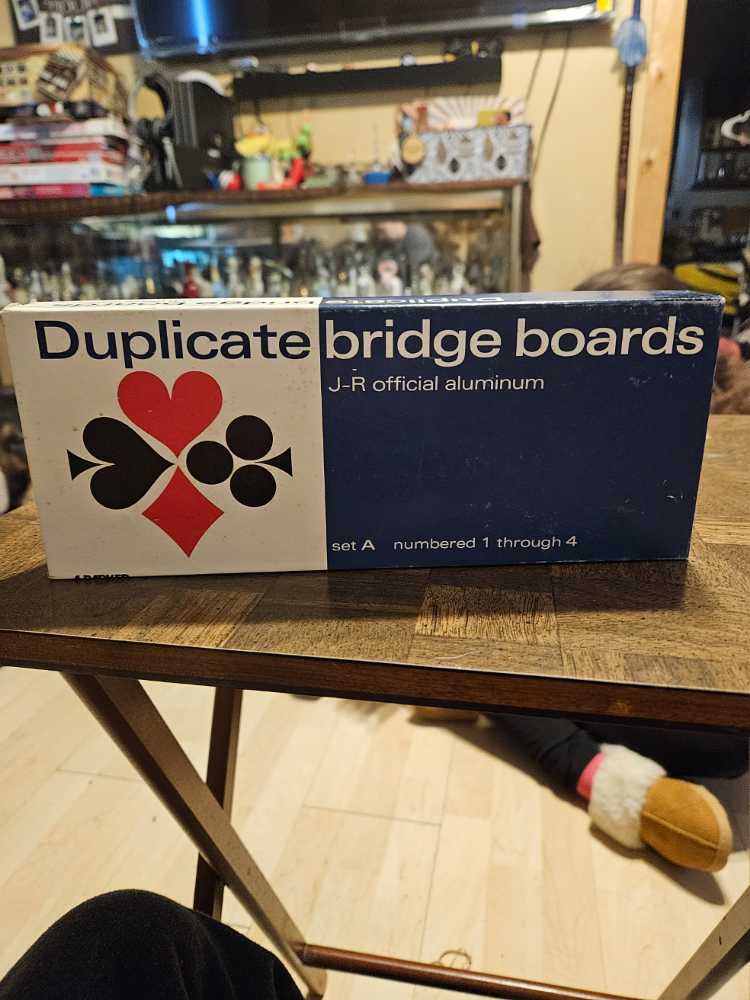 Duplicate bridge boards
J-R official aluminum
set A numbered 1 through 4